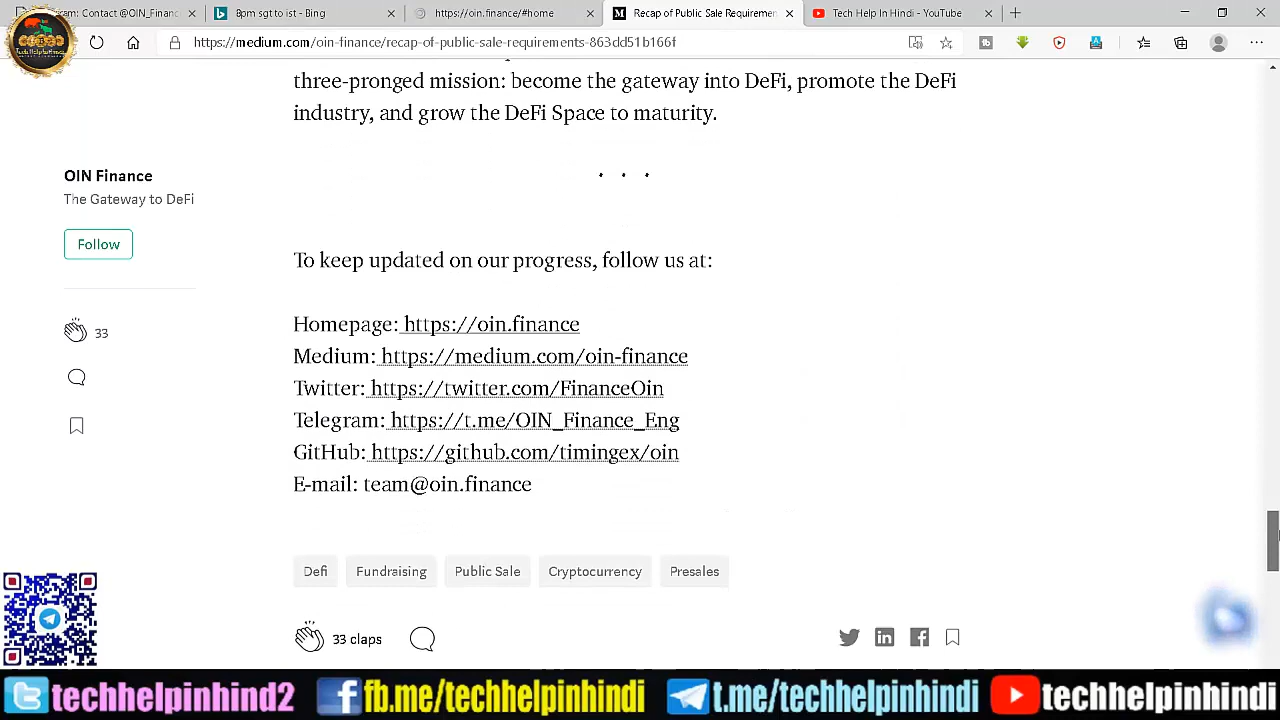 Team: Contact @OIN_Financ
8pm sgt to ist - Bing
https://oin.finance/#home
Recap of Public Sale Requiremen
Tech Help In Hindi - YouTube
https://medium.com/oin-finance/recap-of-public-sale-requirements-863dd51b166f
three-pronged mission: become the gateway into DeFi, promote the DeFi
industry, and grow the DeFi Space to maturity.
. . .
OIN Finance
The Gateway to DeFi
Follow
33
To keep updated on our progress, follow us at:
Homepage: https://oin.finance
Medium: https://medium.com/oin-finance
Twitter: https://twitter.com/FinanceOin
Telegram: https://t.me/OIN_Finance_Eng
GitHub: https://github.com/timingex/oin
E-mail: team@oin.finance
Defi
Fundraising
Public Sale
Cryptocurrency
Presales
33 claps
techhelpinhind2
fb.me/techhelpinhindi
t.me/techhelpinhindi
techhelpinhindi